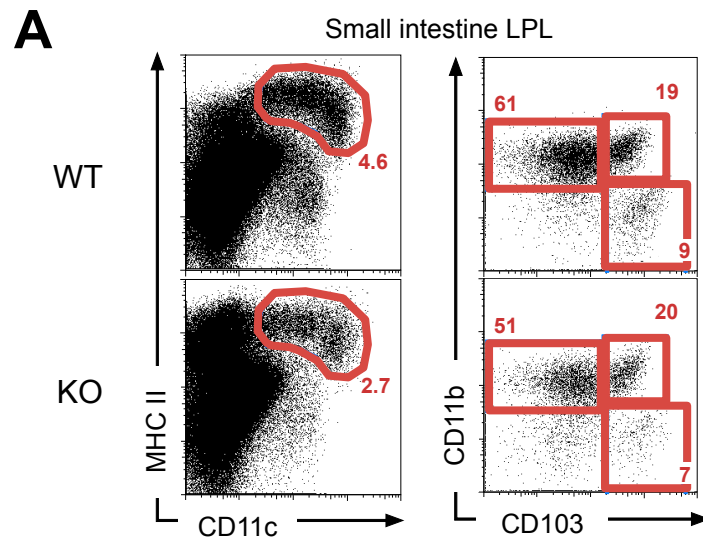 A
Small intestine LPL
WT
4.6
61
19
9
KO
2.7
51
20
7
MHC II
CD11c
CD11b
CD103